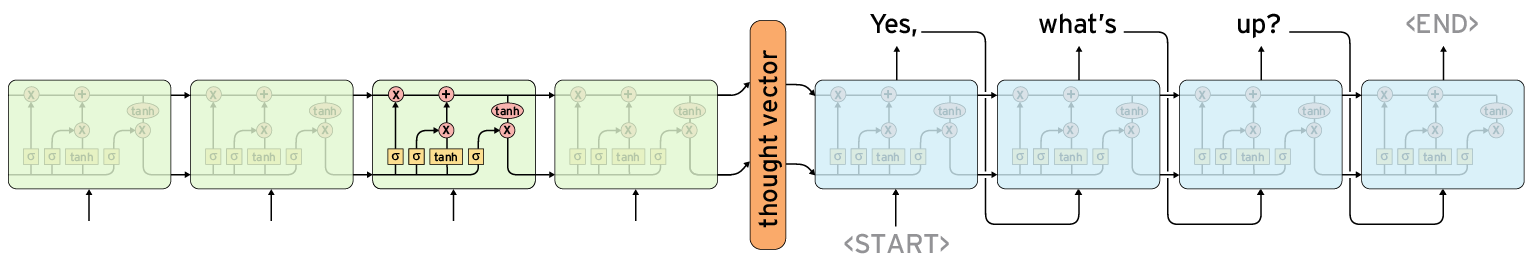 Yes, what's up? <END>
x + tanh x σ σ tanh σ
x + tanh x σ σ tanh σ
x + tanh x σ σ tanh σ
x + tanh x σ σ tanh σ
thought vector
x + tanh x σ σ tanh σ
x + tanh x σ σ tanh σ
x + tanh x σ σ tanh σ
x + tanh x σ σ tanh σ
<START>